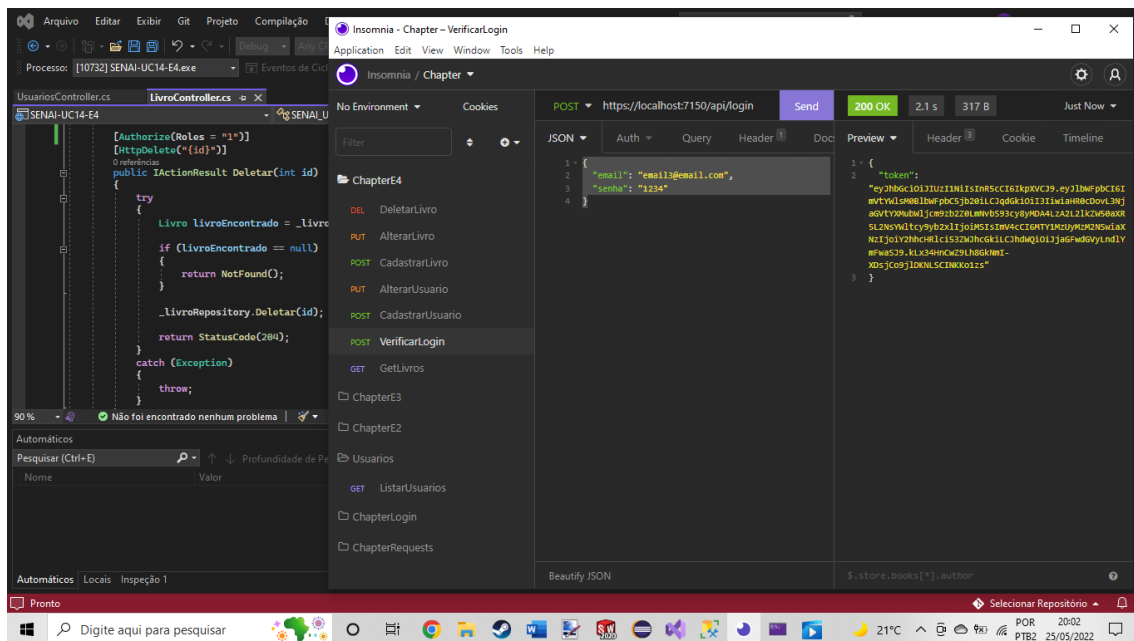 Arquivo Editar Exibir Git Projeto Compilação
Debug Any C
Processo: [10732] SENAI-UC14-E4.exe Eventos de Cicl
UsuariosController.cs LivroController.cs
SENAI-UC14-E4 SENAI_U
[Authorize(Roles = "1")]
[HttpDelete("{id}")]
0 referências
public IActionResult Deletar(int id)
{
try
{
Livro livroEncontrado = _livro
if (livroEncontrado == null)
{
return NotFound();
}
_livroRepository.Deletar(id);
return StatusCode(204);
}
catch (Exception)
{
throw;
}
90 % Não foi encontrado nenhum problema
Automáticos
Pesquisar (Ctrl+E) Profundidade de Pe
Nome Valor
Automáticos Locais Inspeção 1
Insomnia - Chapter – VerificarLogin
Application Edit View Window Tools Help
Insomnia / Chapter
No Environment Cookies
Filter
ChapterE4
DEL DeletarLivro
PUT AlterarLivro
POST CadastrarLivro
PUT AlterarUsuario
POST CadastrarUsuario
POST VerificarLogin
GET GetLivros
ChapterE3
ChapterE2
Usuarios
GET ListarUsuarios
ChapterLogin
ChapterRequests
POST https://localhost:7150/api/login Send
JSON Auth Query Header 1 Doc
1 {
2 "email": "email3@email.com",
3 "senha": "1234"
4 }
Beautify JSON
200 OK 2.1 s 317 B Just Now
Preview Header 3 Cookie Timeline
1 {
2 "token":
3 }
$.store.books[*].author
Pronto Selecionar Repositório
Digite aqui para pesquisar
21°C POR 20:02
PTB2 25/05/2022